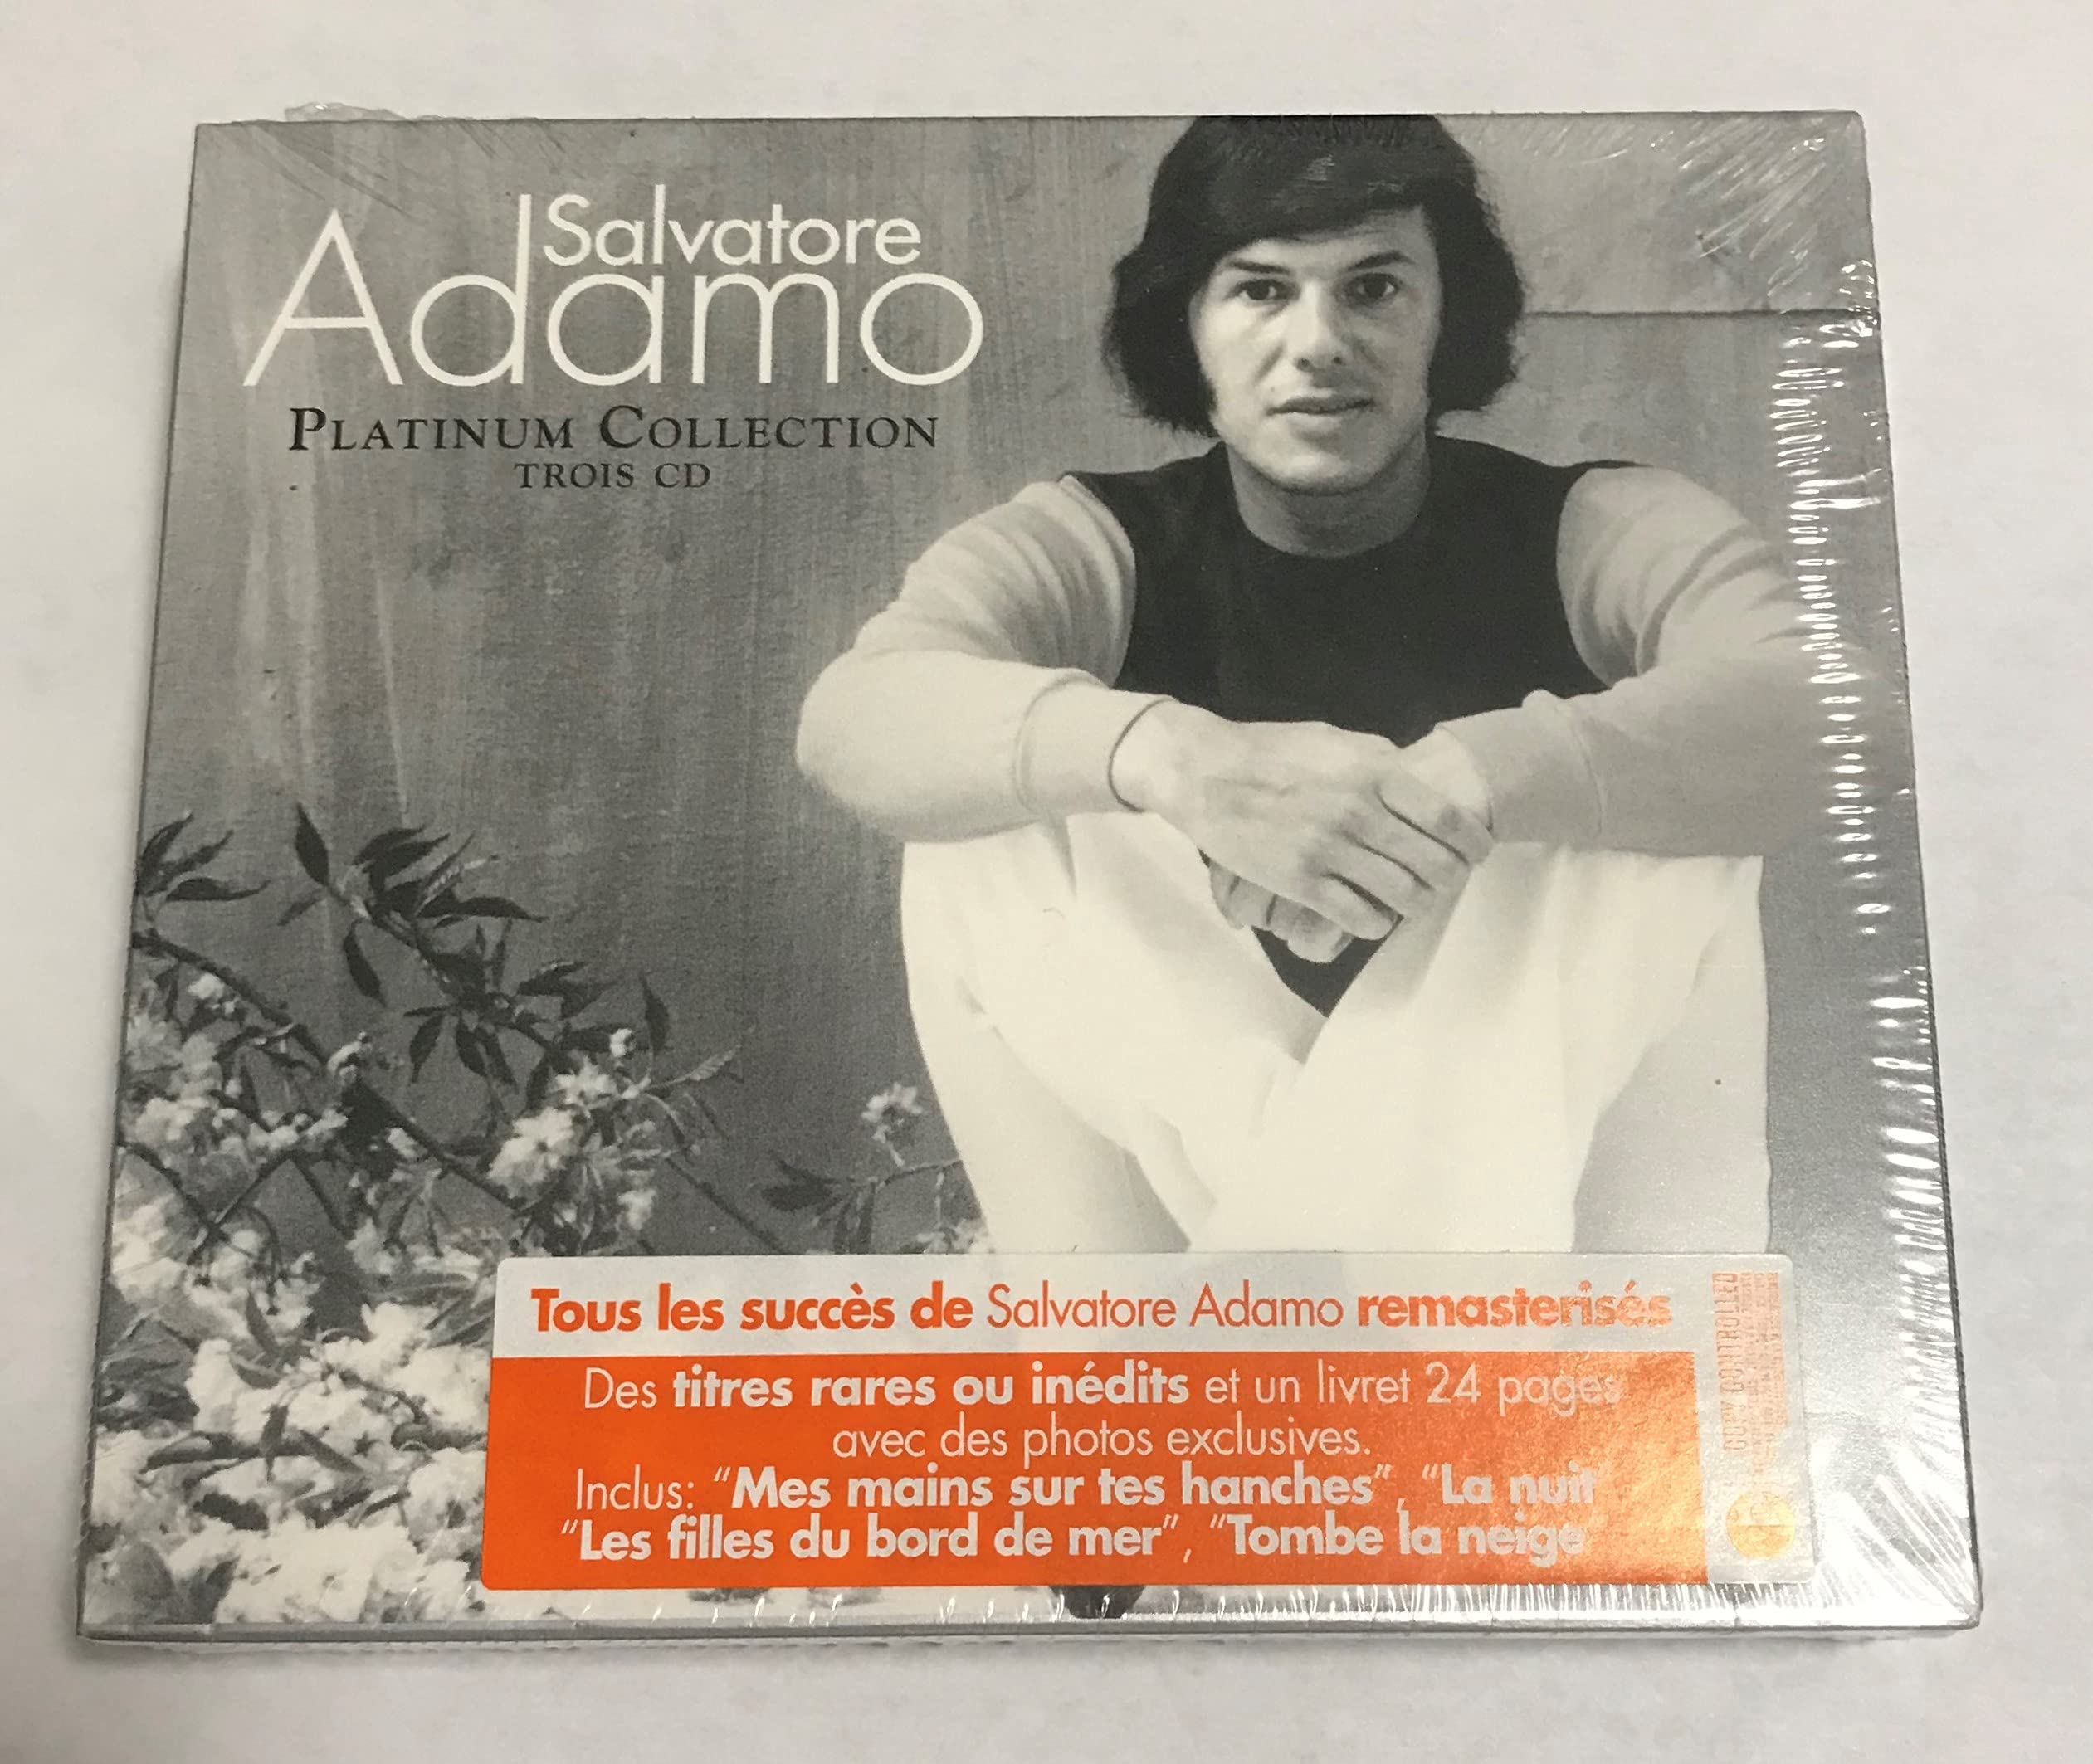 Salvatore
Adamo
PLATINUM COLLECTION
TROIS CD
Tous les succès de Salvatore Adamo remasterisés
Des titres rares ou inédits et un livret 24 pages
avec des photos exclusives.
Inclus: "Mes mains sur tes hanches", "La nuit
"Les filles du bord de mer", "Tombe la neige
COPY CONTROLLED